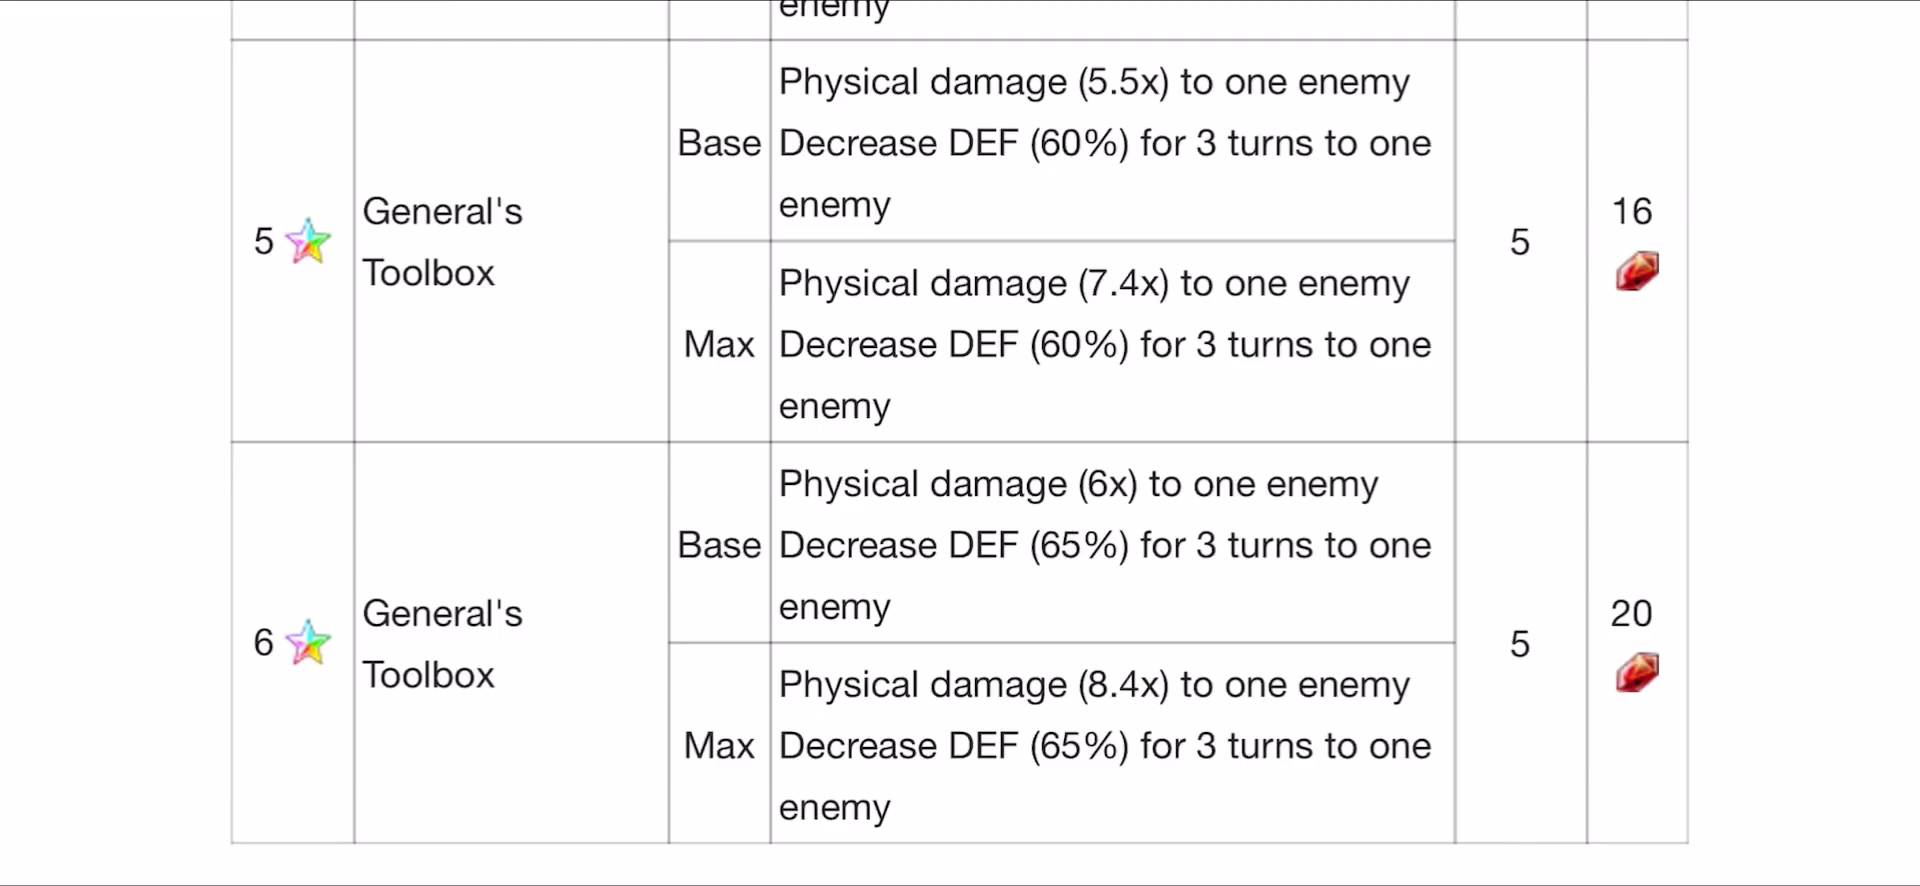 enemy
5
General's
Toolbox
Base
Physical damage (5.5x) to one enemy
Decrease DEF (60%) for 3 turns to one
enemy
Max
Physical damage (7.4x) to one enemy
Decrease DEF (60%) for 3 turns to one
enemy
5
16
6
General's
Toolbox
Base
Physical damage (6x) to one enemy
Decrease DEF (65%) for 3 turns to one
enemy
Max
Physical damage (8.4x) to one enemy
Decrease DEF (65%) for 3 turns to one
enemy
5
20